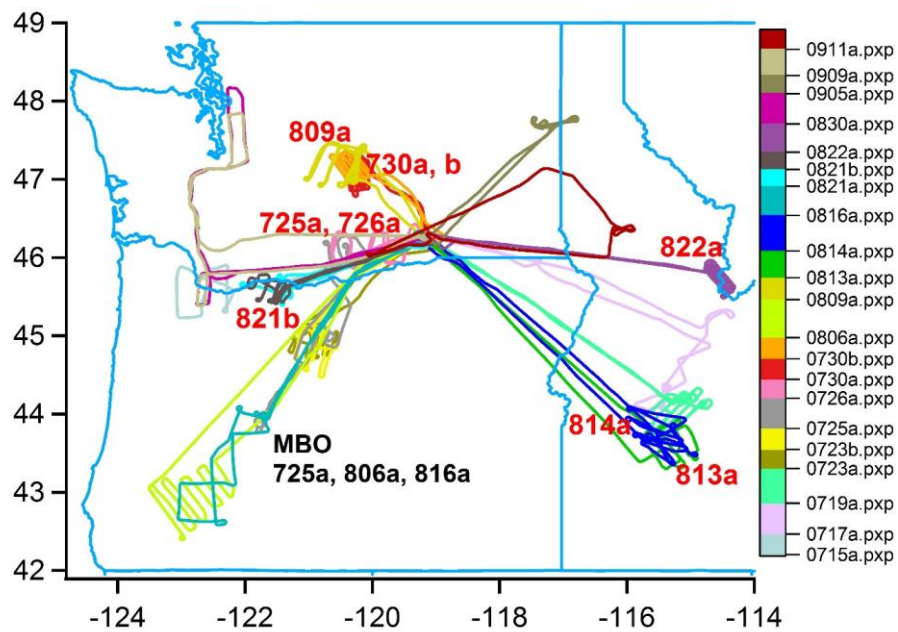 49
48
47
46
45
44
43
42
-124
-122
-120
-118
-116
-114
809a
730a, b
725a, 726a
822a
821b
814a
813a
MBO
725a, 806a, 816a
0911a.pxp
0909a.pxp
0905a.pxp
0830a.pxp
0822a.pxp
0821b.pxp
0821a.pxp
0816a.pxp
0814a.pxp
0813a.pxp
0809a.pxp
0806a.pxp
0730b.pxp
0730a.pxp
0726a.pxp
0725a.pxp
0723b.pxp
0723a.pxp
0719a.pxp
0717a.pxp
0715a.pxp